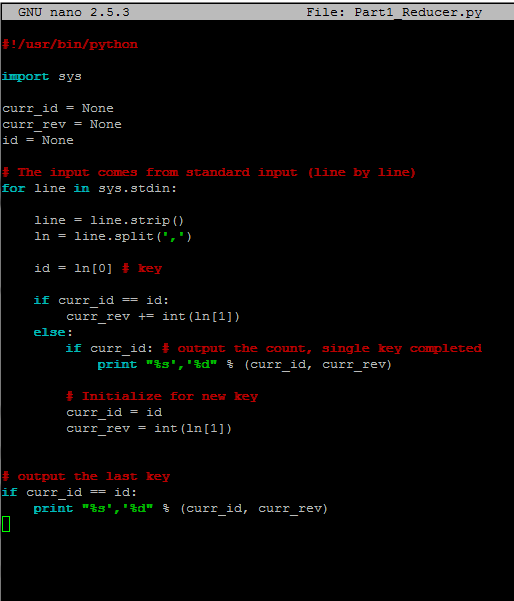 GNU nano 2.5.3 File: Part1_Reducer.py
#!/usr/bin/python
import sys
curr_id = None
curr_rev = None
id = None
# The input comes from standard input (line by line)
for line in sys.stdin:
    line = line.strip()
    ln = line.split(',')
    id = ln[0] # key
    if curr_id == id:
        curr_rev += int(ln[1])
    else:
        if curr_id: # output the count, single key completed
            print "%s','%d" % (curr_id, curr_rev)
        # Initialize for new key
        curr_id = id
        curr_rev = int(ln[1])
# output the last key
if curr_id == id:
    print "%s','%d" % (curr_id, curr_rev)